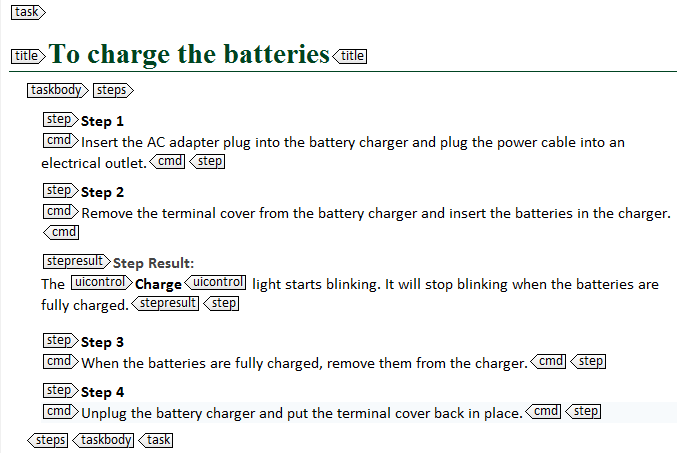 task
title To charge the batteries title
taskbody steps
step Step 1
cmd Insert the AC adapter plug into the battery charger and plug the power cable into an
electrical outlet. cmd step
step Step 2
cmd Remove the terminal cover from the battery charger and insert the batteries in the charger.
cmd
stepresult Step Result:
The uicontrol Charge uicontrol light starts blinking. It will stop blinking when the batteries are
fully charged. stepresult step
step Step 3
cmd When the batteries are fully charged, remove them from the charger. cmd step
step Step 4
cmd Unplug the battery charger and put the terminal cover back in place. cmd step
steps taskbody task